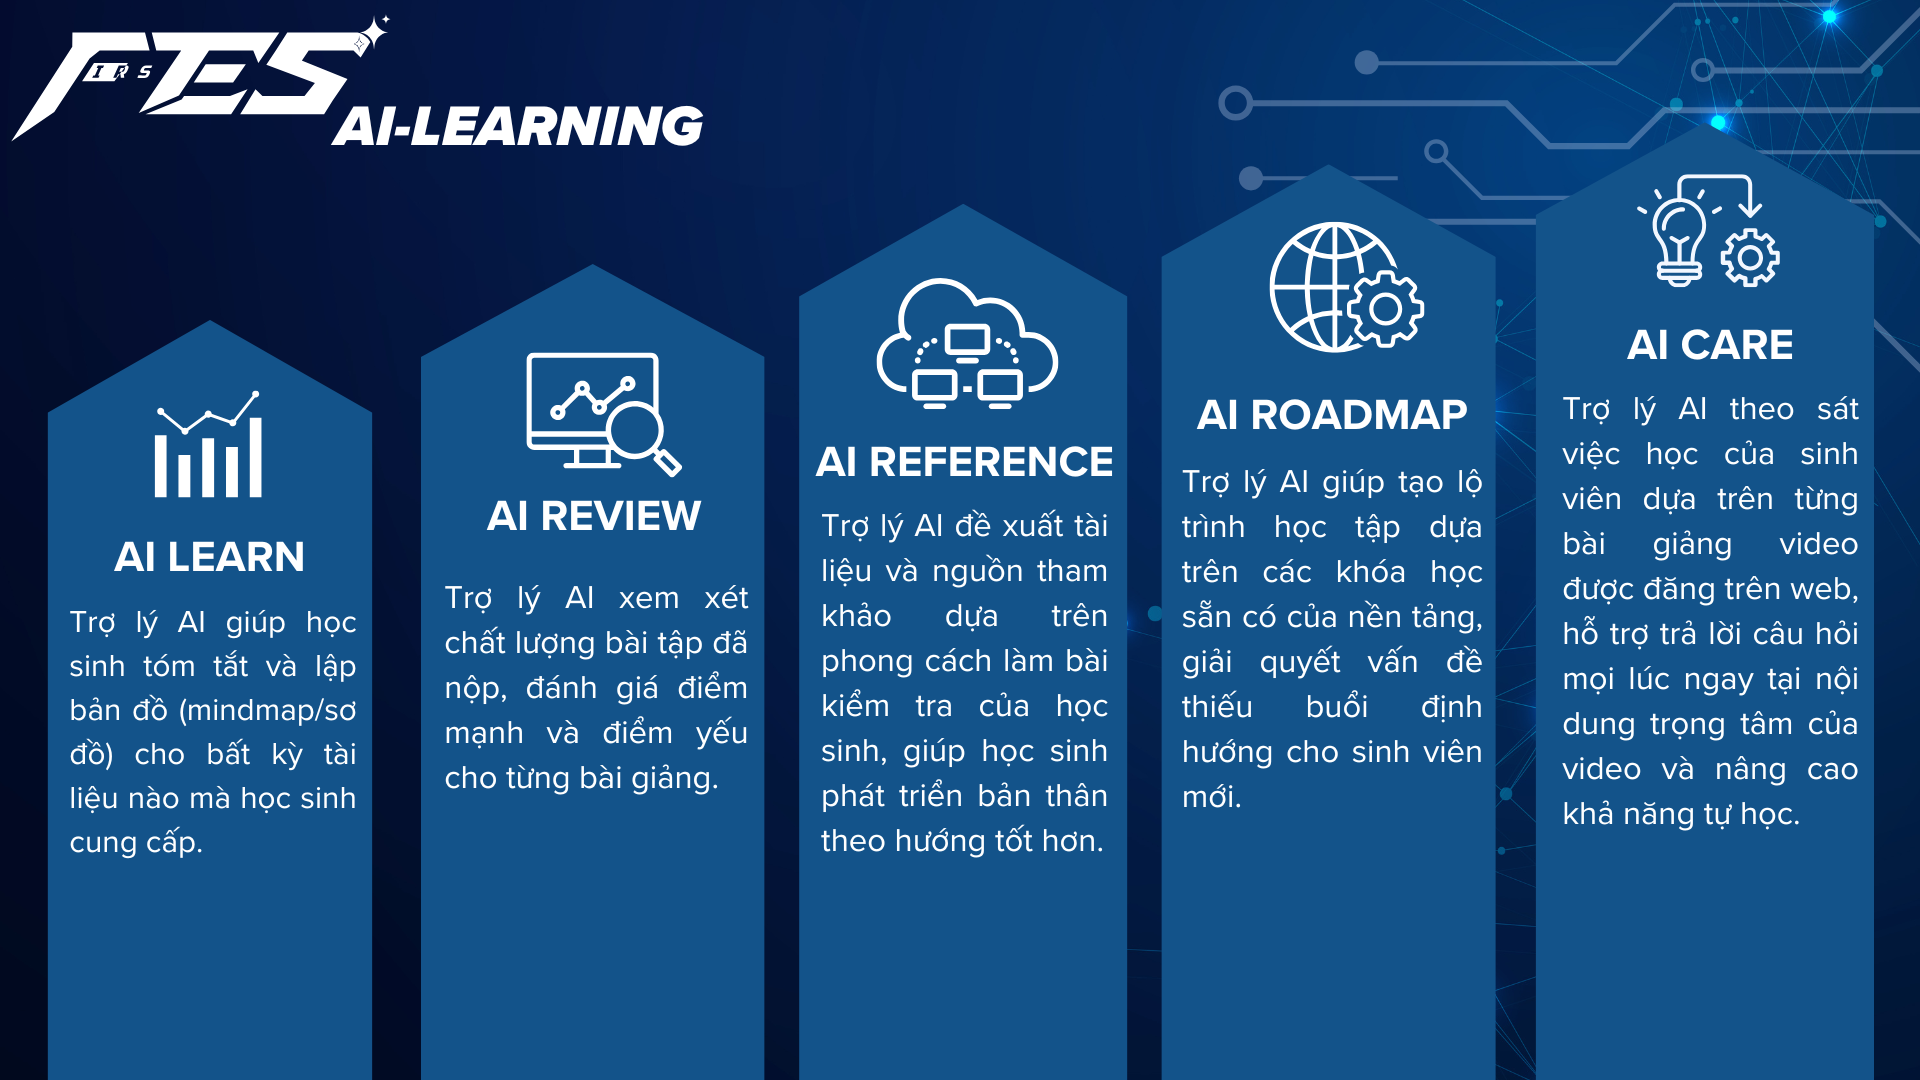 FES
IRS
AI-LEARNING
AI LEARN
Trợ lý AI giúp học
sinh tóm tắt và lập
bản đồ (mindmap/sơ
đồ) cho bất kỳ tài
liệu nào mà học sinh
cung cấp.
AI REVIEW
Trợ lý AI xem xét
chất lượng bài tập đã
nộp, đánh giá điểm
mạnh và điểm yếu
cho từng bài giảng.
AI REFERENCE
Trợ lý AI đề xuất tài
liệu và nguồn tham
khảo dựa trên
phong cách làm bài
kiểm tra của học
sinh, giúp học sinh
phát triển bản thân
theo hướng tốt hơn.
AI ROADMAP
Trợ lý AI giúp tạo lộ
trình học tập dựa
trên các khóa học
sẵn có của nền tảng,
giải quyết vấn đề
thiếu buổi định
hướng cho sinh viên
mới.
AI CARE
Trợ lý AI theo sát
việc học của sinh
viên dựa trên từng
bài giảng video
được đăng trên web,
hỗ trợ trả lời câu hỏi
mọi lúc ngay tại nội
dung trọng tâm của
video và nâng cao
khả năng tự học.